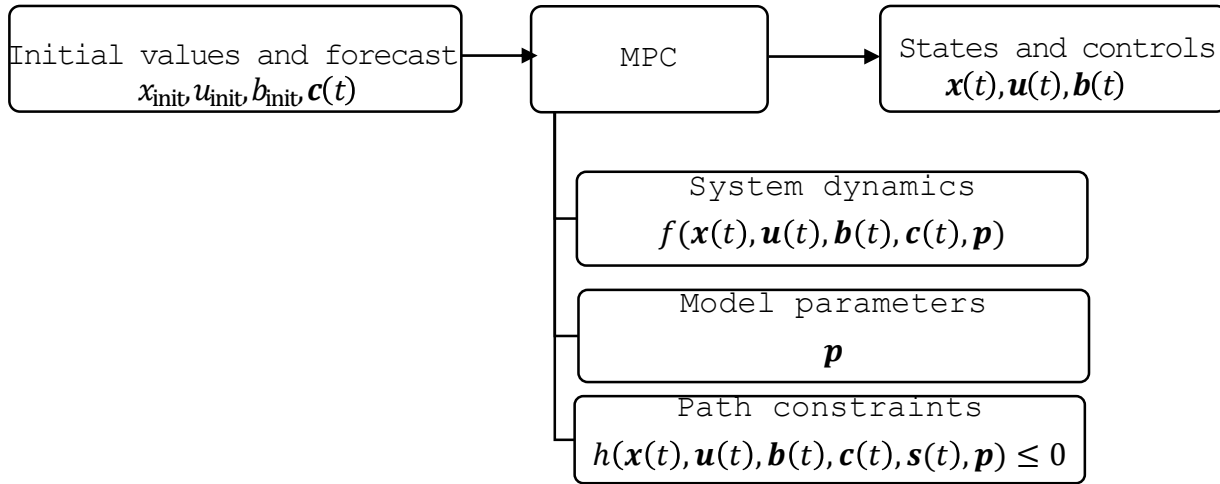 Initial values and forecast
x_init, u_init, b_init, c(t)
MPC
States and controls
x(t), u(t), b(t)
System dynamics
f(x(t), u(t), b(t), c(t), p)
Model parameters
p
Path constraints
h(x(t), u(t), b(t), c(t), s(t), p) ≤ 0